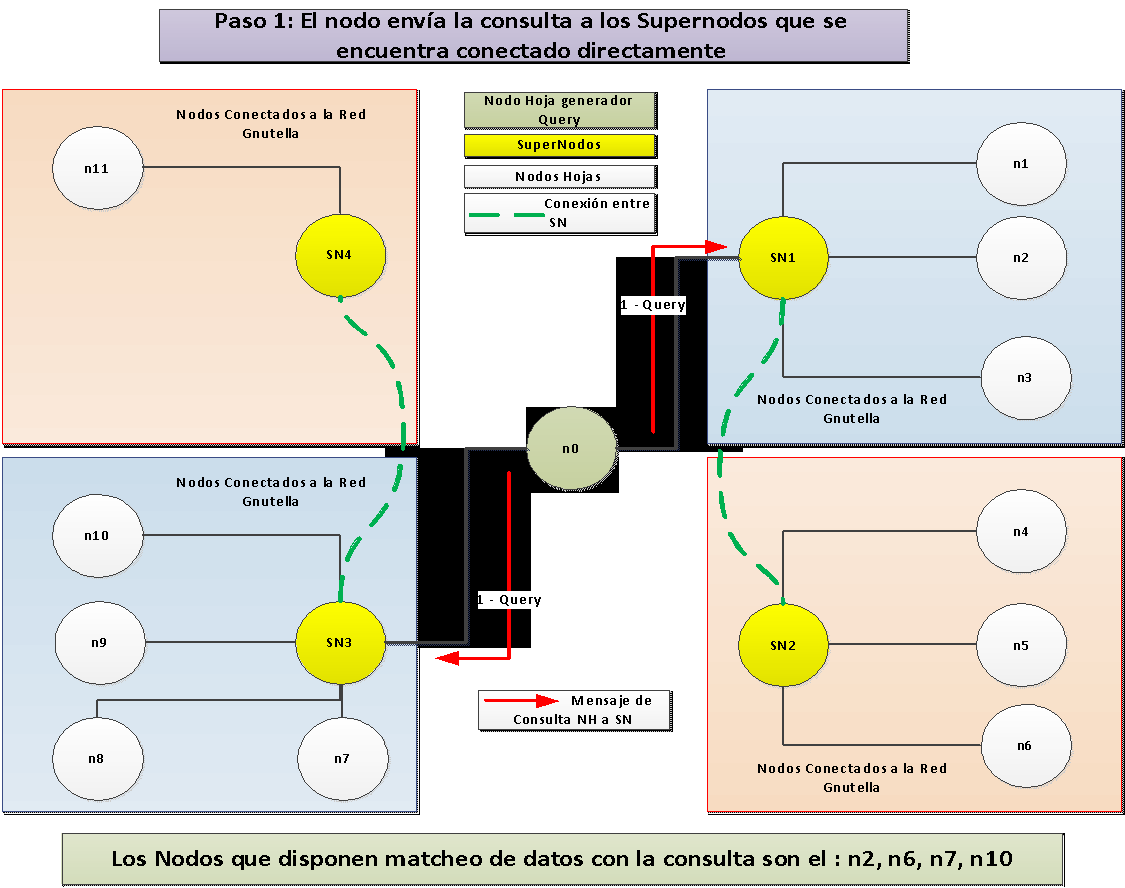 Paso 1: El nodo envía la consulta a los Supernodos que se
encuentra conectado directamente
Nodos Conectados a la Red
Gnutella
n11
SN4
Nodo Hoja generador
Query
SuperNodos
Nodos Hojas
Conexión entre
SN
n1
SN1
n2
n3
Nodos Conectados a la Red
Gnutella
1 - Query
n0
Nodos Conectados a la Red
Gnutella
n10
n9
SN3
n8
n7
1 - Query
Mensaje de
Consulta NH a SN
n4
SN2
n5
n6
Nodos Conectados a la Red
Gnutella
Los Nodos que disponen matcheo de datos con la consulta son el : n2, n6, n7, n10